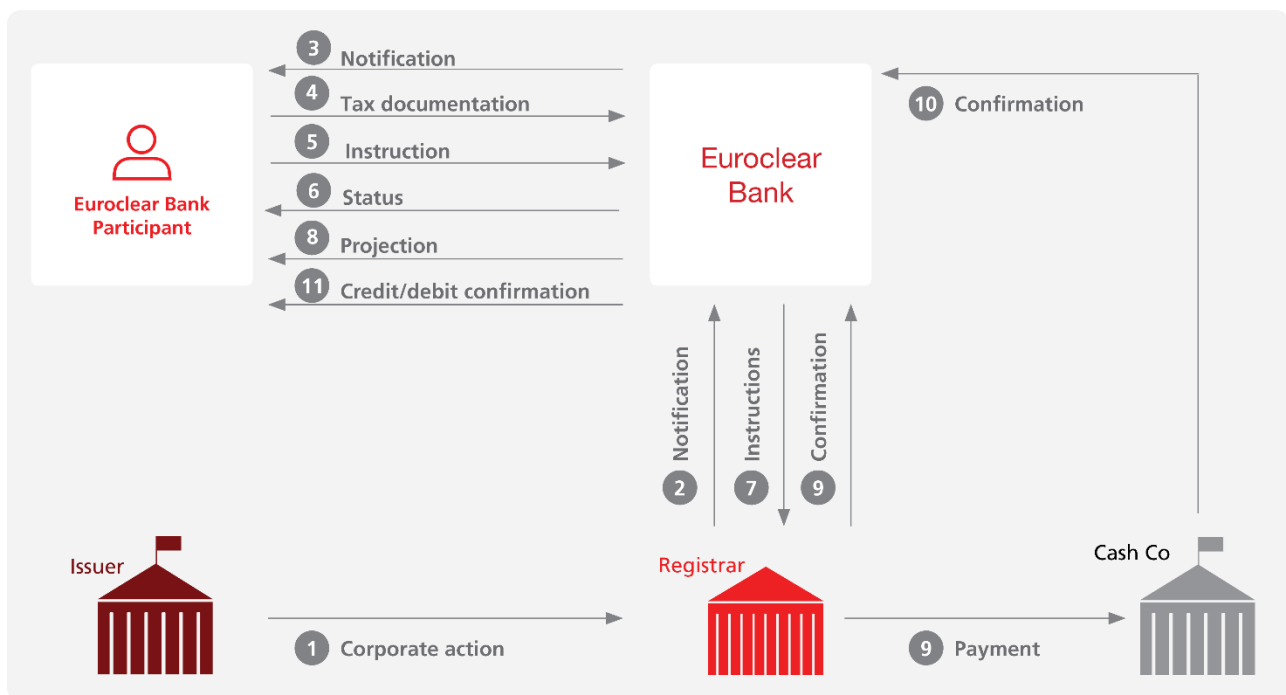 3 Notification
4 Tax documentation
5 Instruction
6 Status
8 Projection
11 Credit/debit confirmation
Euroclear Bank
Participant
Euroclear
Bank
10 Confirmation
2 Notification
7 Instructions
9 Confirmation
Issuer
Registrar
Cash Co
1 Corporate action
9 Payment